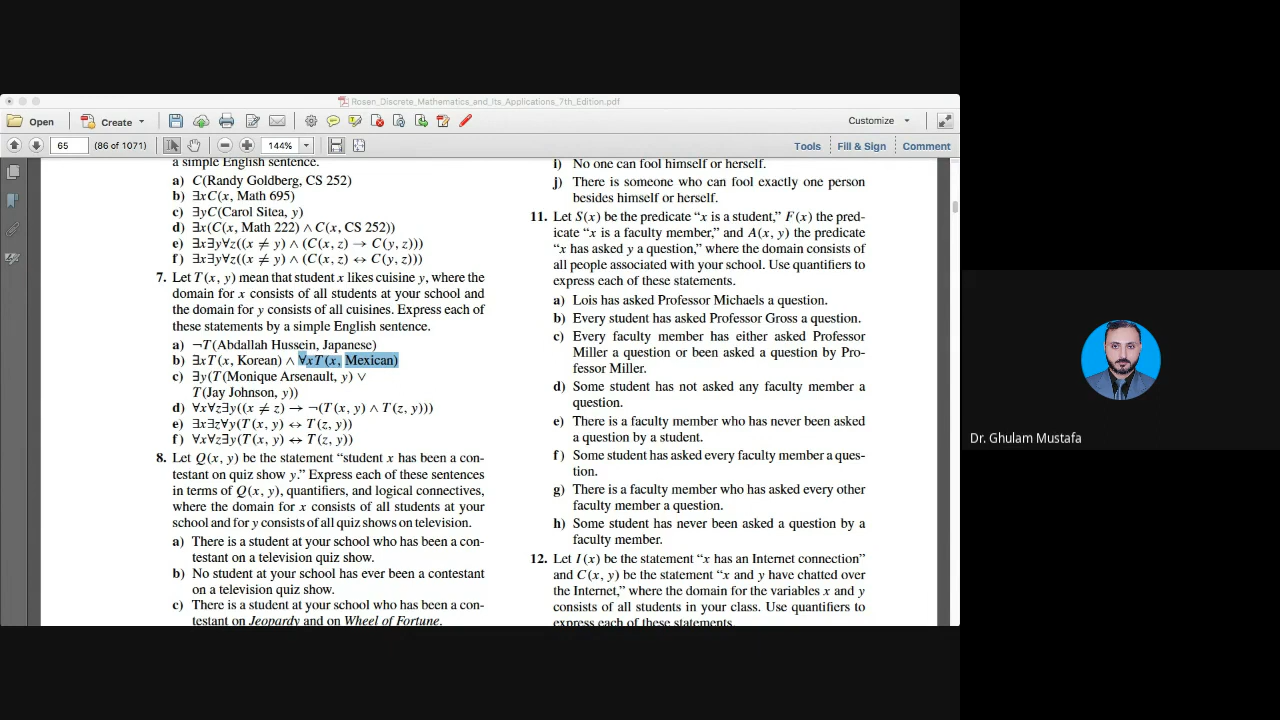 Rosen_Discrete_Mathematics_and_Its_Applications_7th_Edition.pdf
Open
Create
Customize
65
(86 of 1071)
144%
Tools
Fill & Sign
Comment
a simple English sentence.
a) C(Randy Goldberg, CS 252)
b) ∃xC(x, Math 695)
c) ∃yC(Carol Sitea, y)
d) ∃x(C(x, Math 222) ∧ C(x, CS 252))
e) ∃x∃y∀z((x ≠ y) ∧ (C(x, z) → C(y, z)))
f) ∃x∃y∀z((x ≠ y) ∧ (C(x, z) ↔ C(y, z)))
7. Let T(x, y) mean that student x likes cuisine y, where the
domain for x consists of all students at your school and
the domain for y consists of all cuisines. Express each of
these statements by a simple English sentence.
a) ¬T(Abdallah Hussein, Japanese)
b) ∃xT(x, Korean) ∧ ∀xT(x, Mexican)
c) ∃y(T(Monique Arsenault, y) ∨
T(Jay Johnson, y))
d) ∀x∀z∃y((x ≠ z) → ¬(T(x, y) ∧ T(z, y)))
e) ∃x∃z∀y(T(x, y) ↔ T(z, y))
f) ∀x∀z∃y(T(x, y) ↔ T(z, y))
8. Let Q(x, y) be the statement “student x has been a con-
testant on quiz show y.” Express each of these sentences
in terms of Q(x, y), quantifiers, and logical connectives,
where the domain for x consists of all students at your
school and for y consists of all quiz shows on television.
a) There is a student at your school who has been a con-
testant on a television quiz show.
b) No student at your school has ever been a contestant
on a television quiz show.
c) There is a student at your school who has been a con-
testant on Jeopardy and on Wheel of Fortune.
i) No one can fool himself or herself.
j) There is someone who can fool exactly one person
besides himself or herself.
11. Let S(x) be the predicate “x is a student,” F(x) the pred-
icate “x is a faculty member,” and A(x, y) the predicate
“x has asked y a question,” where the domain consists of
all people associated with your school. Use quantifiers to
express each of these statements.
a) Lois has asked Professor Michaels a question.
b) Every student has asked Professor Gross a question.
c) Every faculty member has either asked Professor
Miller a question or been asked a question by Pro-
fessor Miller.
d) Some student has not asked any faculty member a
question.
e) There is a faculty member who has never been asked
a question by a student.
f) Some student has asked every faculty member a ques-
tion.
g) There is a faculty member who has asked every other
faculty member a question.
h) Some student has never been asked a question by a
faculty member.
12. Let I(x) be the statement “x has an Internet connection”
and C(x, y) be the statement “x and y have chatted over
the Internet,” where the domain for the variables x and y
consists of all students in your class. Use quantifiers to
express each of these statements.
Dr. Ghulam Mustafa